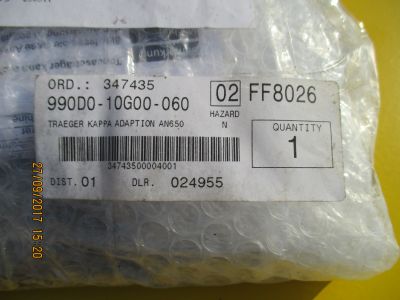 ORD.: 347435
990D0-10G00-060
02 FF8026
HAZARD
N
TRAEGER KAPPA ADAPTION AN650
QUANTITY
1
34743500004001
DIST. 01 DLR. 024955
27/09/2017 15:20